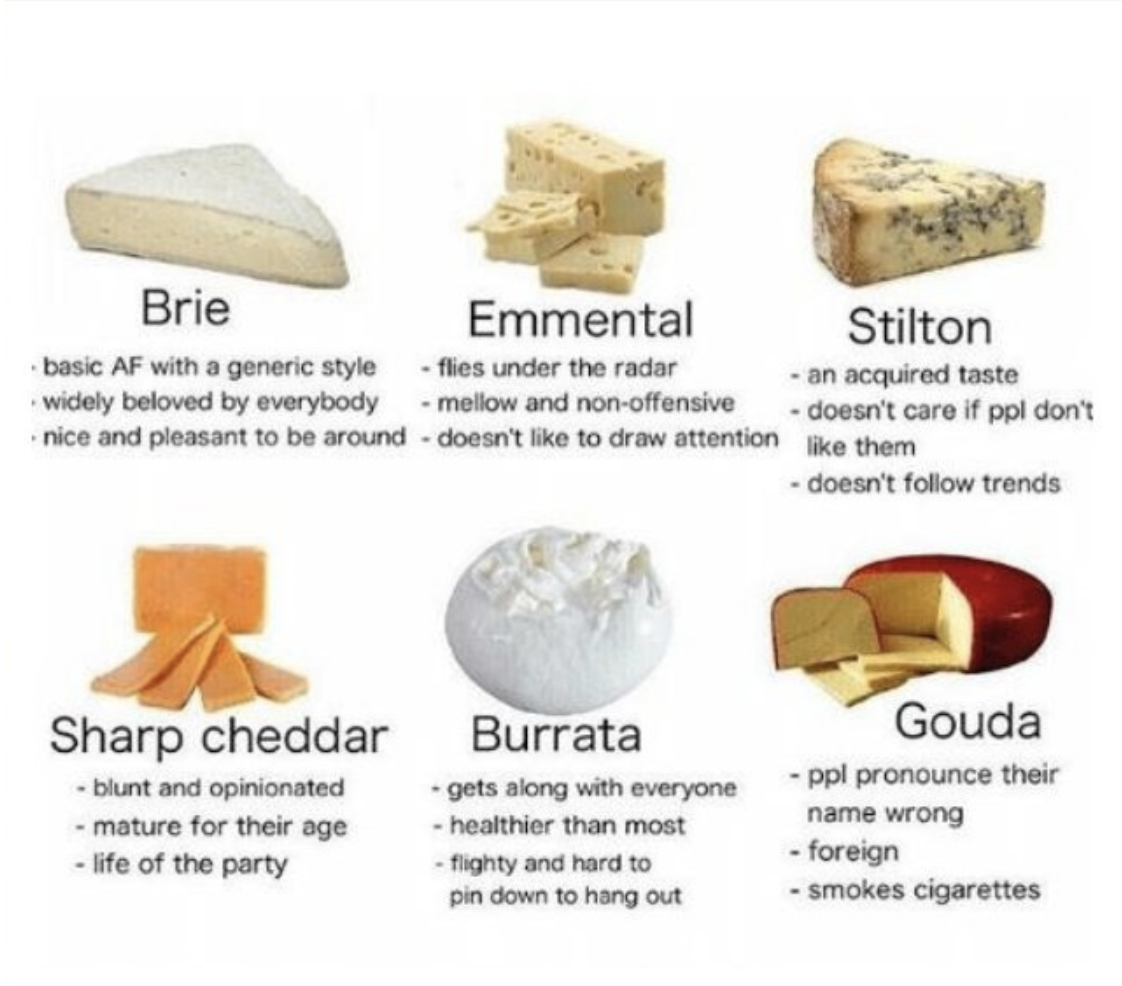 Brie
· basic AF with a generic style
· widely beloved by everybody
· nice and pleasant to be around
Emmental
- flies under the radar
- mellow and non-offensive
- doesn't like to draw attention
Stilton
- an acquired taste
- doesn't care if ppl don't
like them
- doesn't follow trends
Sharp cheddar
- blunt and opinionated
- mature for their age
- life of the party
Burrata
- gets along with everyone
- healthier than most
- flighty and hard to
pin down to hang out
Gouda
- ppl pronounce their
name wrong
- foreign
- smokes cigarettes